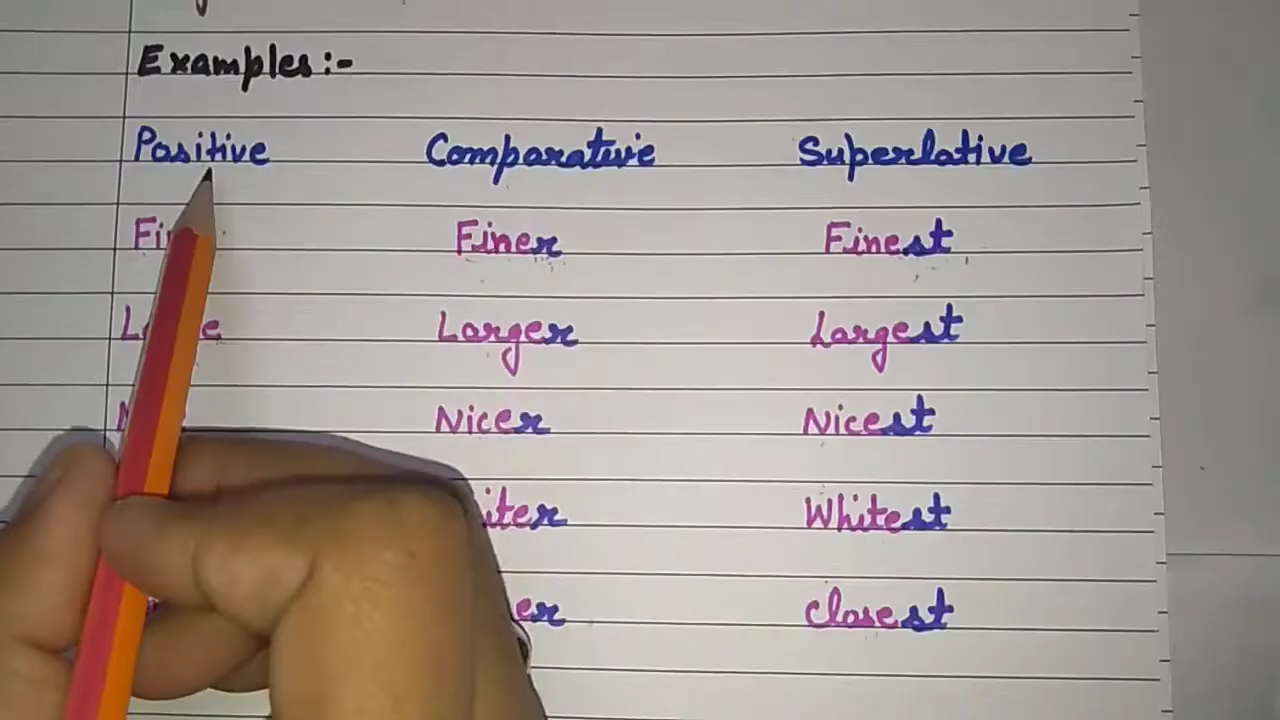 Examples:-
Positive Comparative Superlative
Finer Finest
Larger Largest
Nicer Nicest
Whitest
Closest